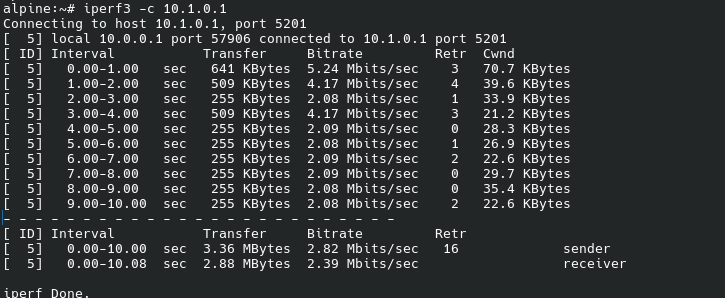 alpine:~# iperf3 -c 10.1.0.1
Connecting to host 10.1.0.1, port 5201
[  5] local 10.0.0.1 port 57906 connected to 10.1.0.1 port 5201
[ ID] Interval           Transfer     Bitrate         Retr  Cwnd
[  5]   0.00-1.00   sec   641 KBytes  5.24 Mbits/sec    3   70.7 KBytes
[  5]   1.00-2.00   sec   509 KBytes  4.17 Mbits/sec    4   39.6 KBytes
[  5]   2.00-3.00   sec   255 KBytes  2.08 Mbits/sec    1   33.9 KBytes
[  5]   3.00-4.00   sec   509 KBytes  4.17 Mbits/sec    3   21.2 KBytes
[  5]   4.00-5.00   sec   255 KBytes  2.09 Mbits/sec    0   28.3 KBytes
[  5]   5.00-6.00   sec   255 KBytes  2.08 Mbits/sec    1   26.9 KBytes
[  5]   6.00-7.00   sec   255 KBytes  2.09 Mbits/sec    2   22.6 KBytes
[  5]   7.00-8.00   sec   255 KBytes  2.08 Mbits/sec    0   29.7 KBytes
[  5]   8.00-9.00   sec   255 KBytes  2.09 Mbits/sec    0   35.4 KBytes
[  5]   9.00-10.00  sec   255 KBytes  2.08 Mbits/sec    2   22.6 KBytes
- - - - - - - - - - - - - - - - - - - - - - - - -
[ ID] Interval           Transfer     Bitrate         Retr
[  5]   0.00-10.00  sec  3.36 MBytes  2.82 Mbits/sec   16             sender
[  5]   0.00-10.08  sec  2.88 MBytes  2.39 Mbits/sec                  receiver
iperf Done.